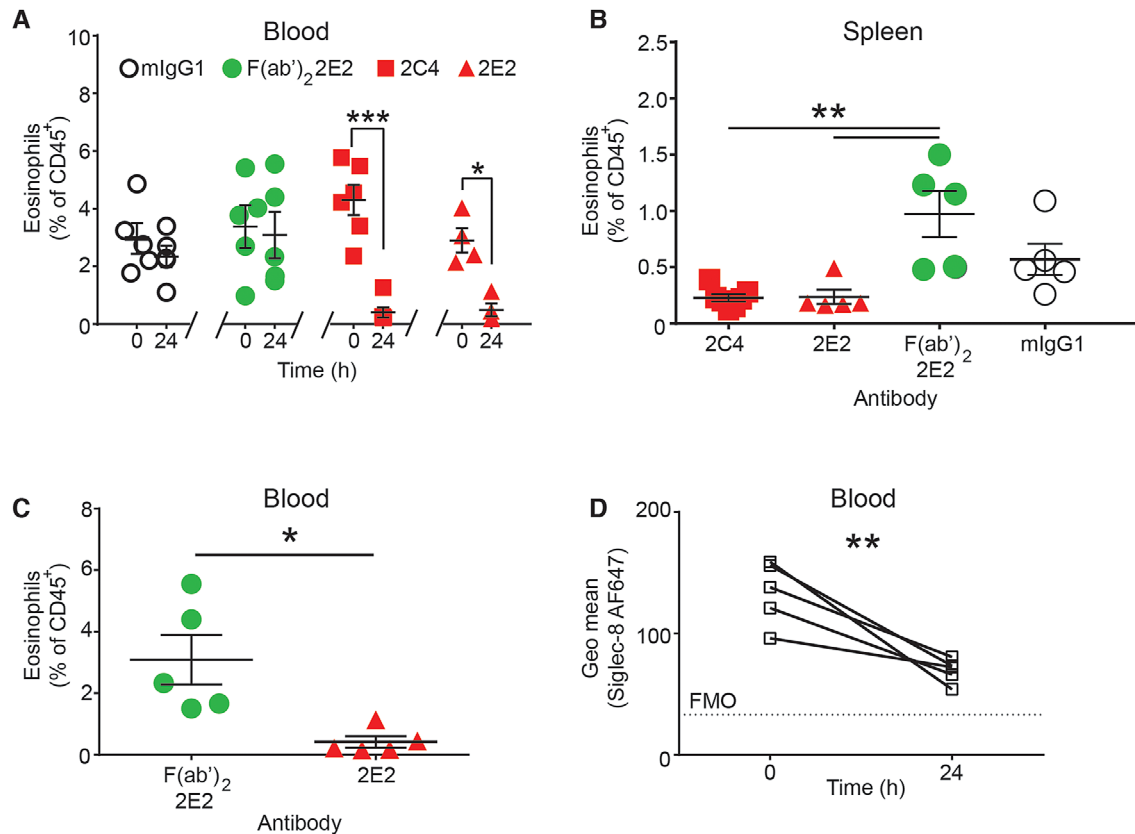 A
Blood
10
8
6
4
2
0
Eosinophils
(% of CD45+)
mIgG1 F(ab')2 2E2 2C4 2E2
***
*
0 24 0 24 0 24 0 24
Time (h)
B
Spleen
2.5
2.0
1.5
1.0
0.5
0
Eosinophils
(% of CD45+)
**
2C4 2E2 F(ab')2 mIgG1
2E2
Antibody
C
Blood
8
6
4
2
0
Eosinophils
(% of CD45+)
*
F(ab')2 2E2
2E2
Antibody
D
Blood
200
100
0
Geo mean
(Siglec-8 AF647)
**
FMO
0 24
Time (h)